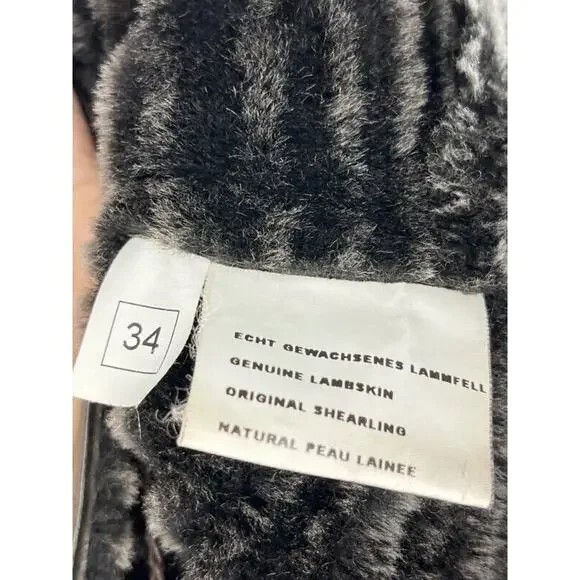 34
ECHT GEWACHSENES LAMMFELL
GENUINE LAMBSKIN
ORIGINAL SHEARLING
NATURAL PEAU LAINEE